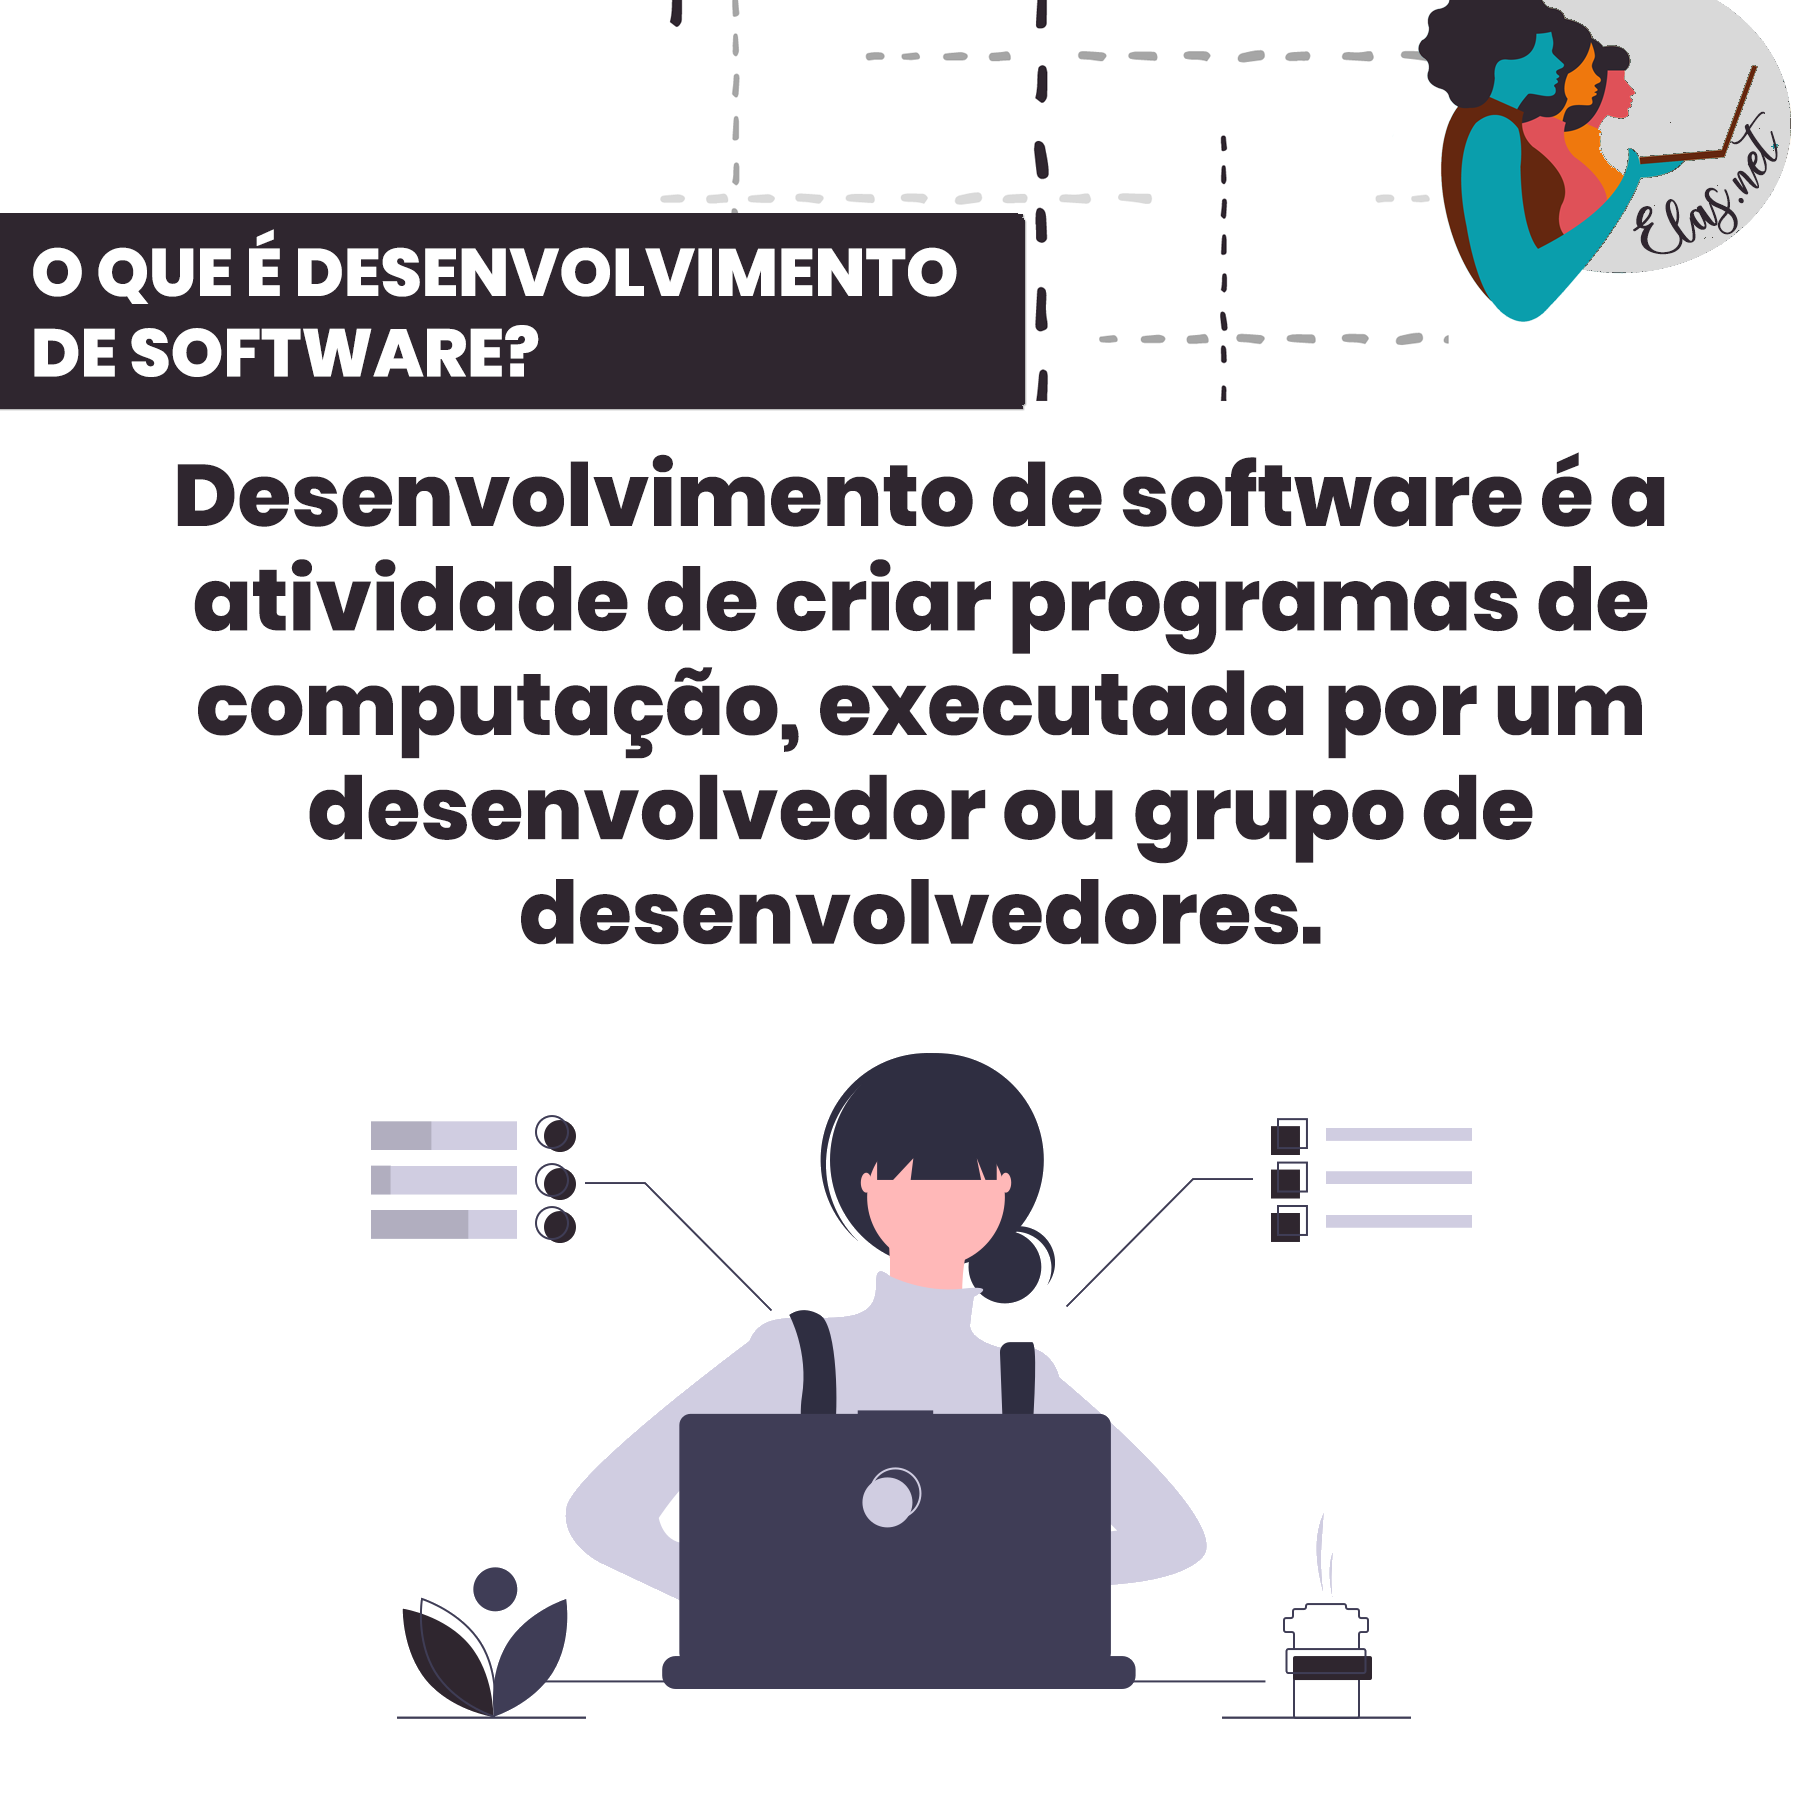 Elas.net
O QUE É DESENVOLVIMENTO
DE SOFTWARE?
Desenvolvimento de software é a
atividade de criar programas de
computação, executada por um
desenvolvedor ou grupo de
desenvolvedores.